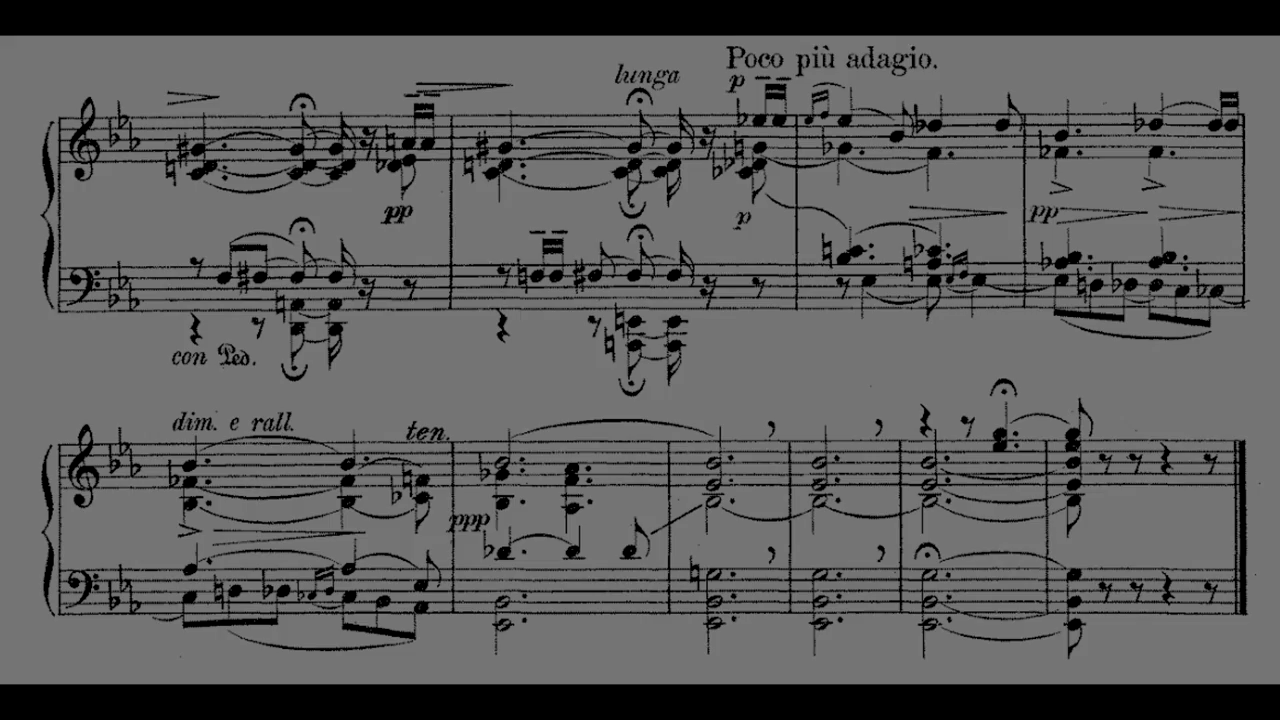 Poco più adagio.
lunga
p
pp
p
pp
con Ped.
dim. e rall.
ten.
ppp